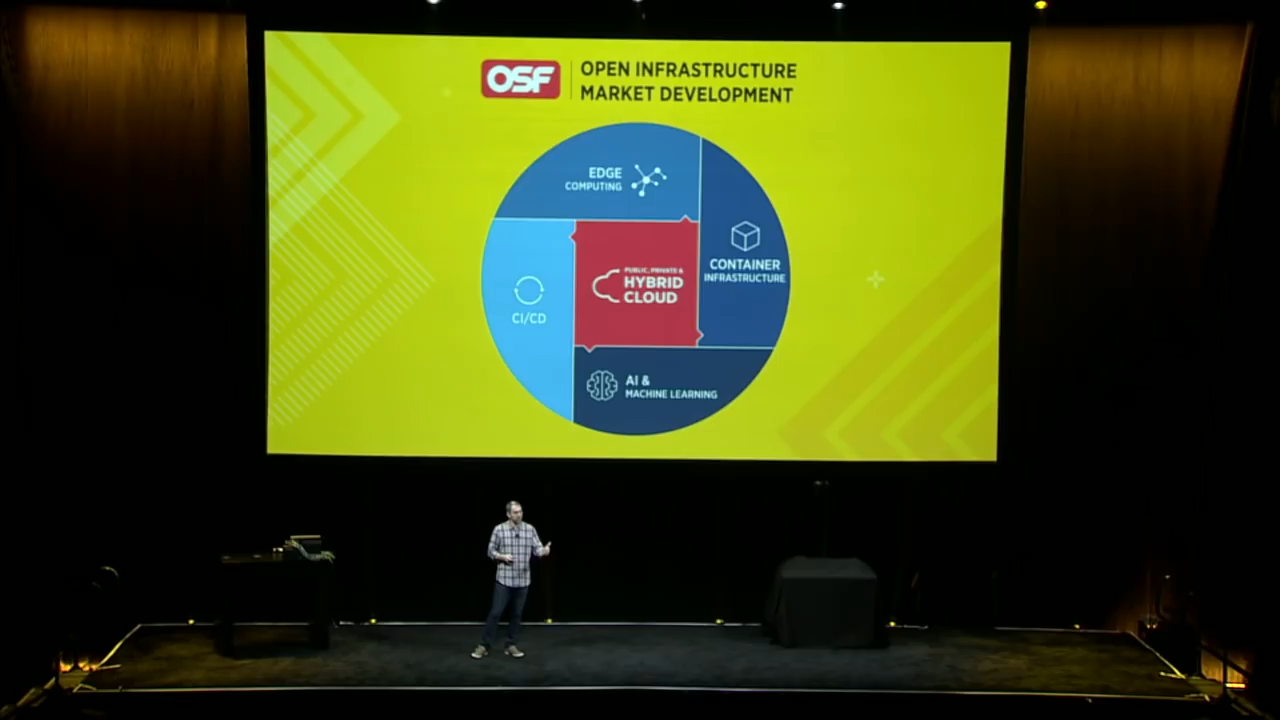 OSF
OPEN INFRASTRUCTURE
MARKET DEVELOPMENT
EDGE
COMPUTING
CONTAINER
INFRASTRUCTURE
PUBLIC, PRIVATE &
HYBRID
CLOUD
CI/CD
AI &
MACHINE LEARNING